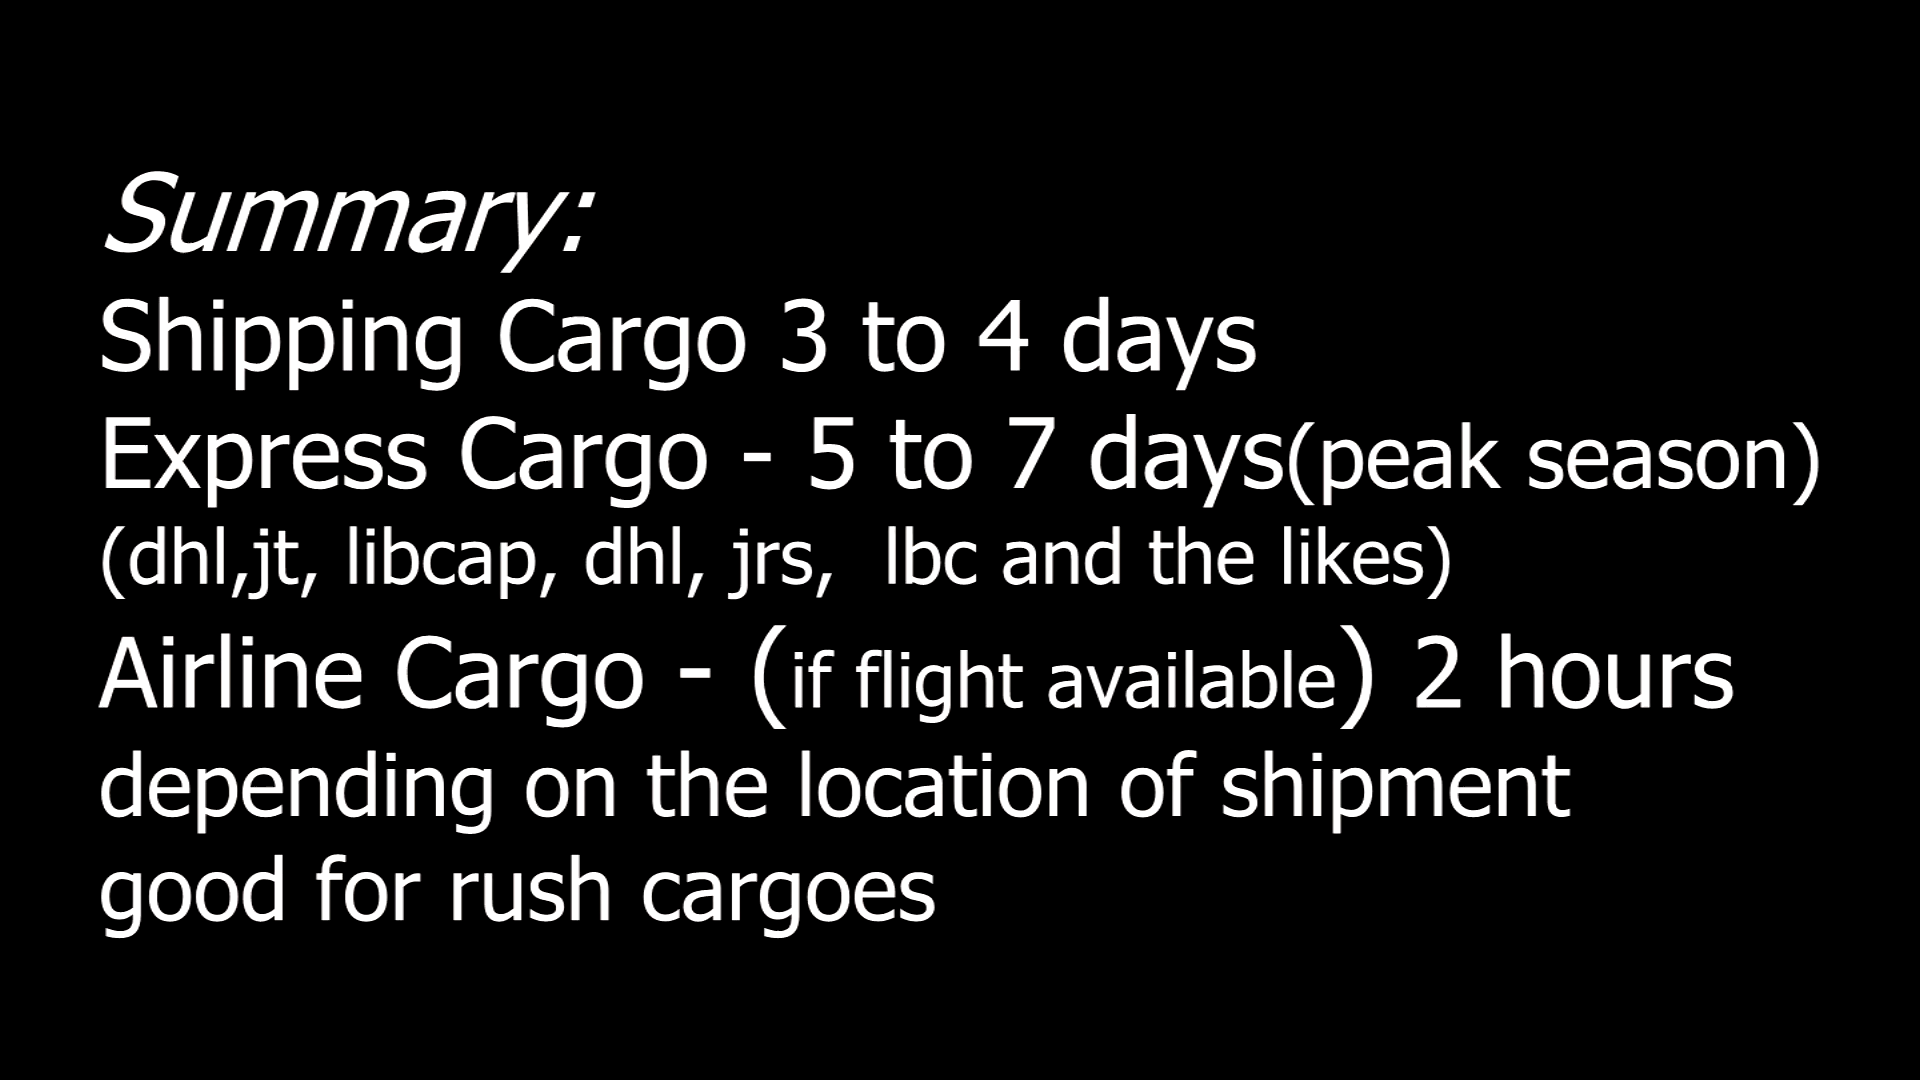 Summary:
Shipping Cargo 3 to 4 days
Express Cargo - 5 to 7 days(peak season)
(dhl,jt, libcap, dhl, jrs,  lbc and the likes)
Airline Cargo - (if flight available) 2 hours
depending on the location of shipment
good for rush cargoes